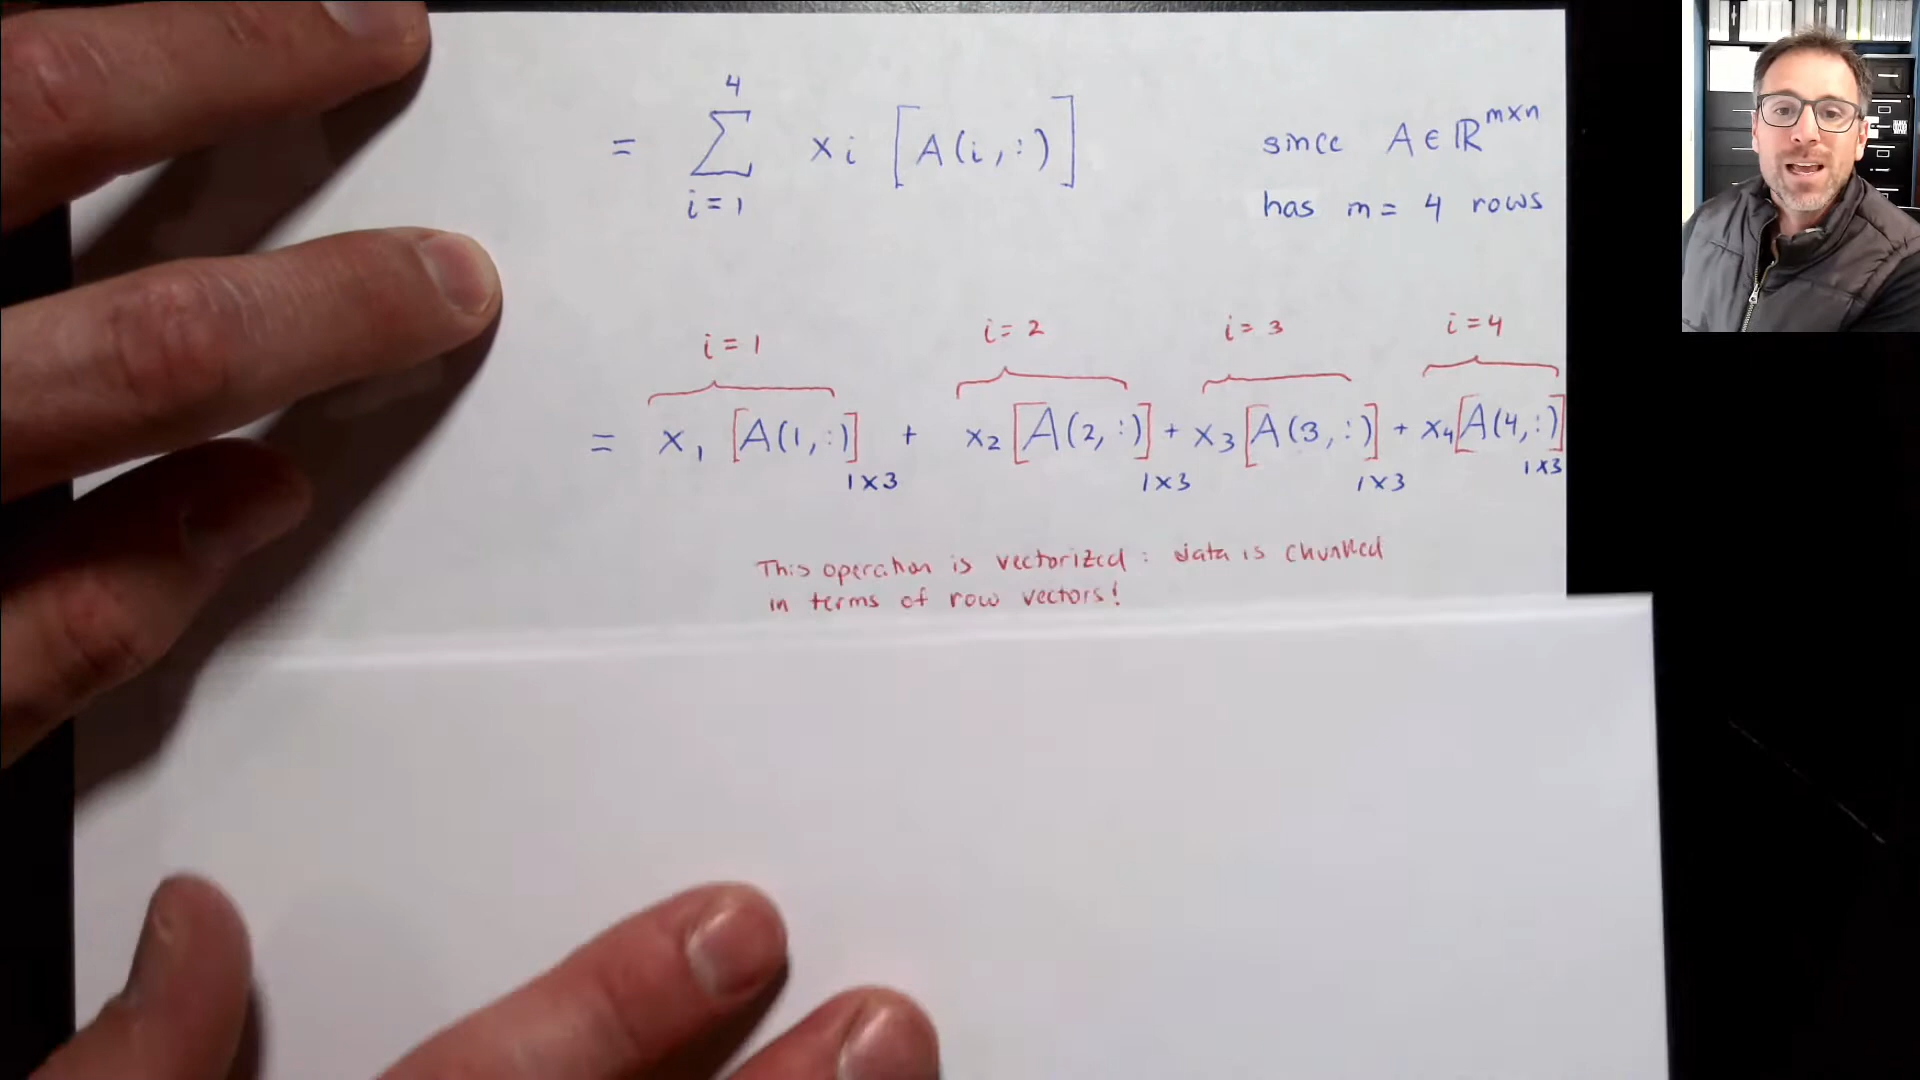 4
= Σ xi [A(i,:)] since A ∈ ℝ^{m×n}
i=1 has m = 4 rows
i=1 i=2 i=3 i=4
= x₁ [A(1,:)] + x₂ [A(2,:)] + x₃ [A(3,:)] + x₄ [A(4,:)]
1x3 1x3 1x3 1x3
This operation is vectorized : data is chunked
in terms of row vectors!